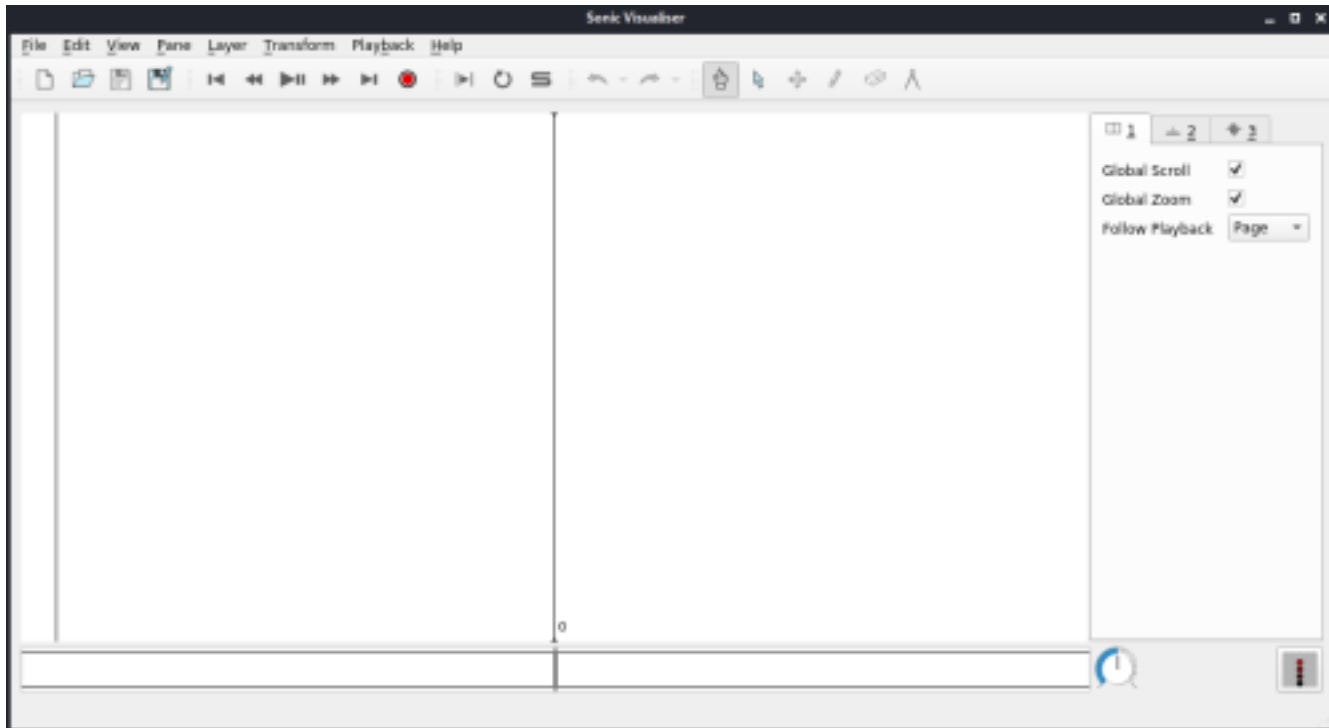 Sonic Visualiser
File Edit View Pane Layer Transform Playback Help
1 2 3
Global Scroll
Global Zoom
Follow Playback Page
0